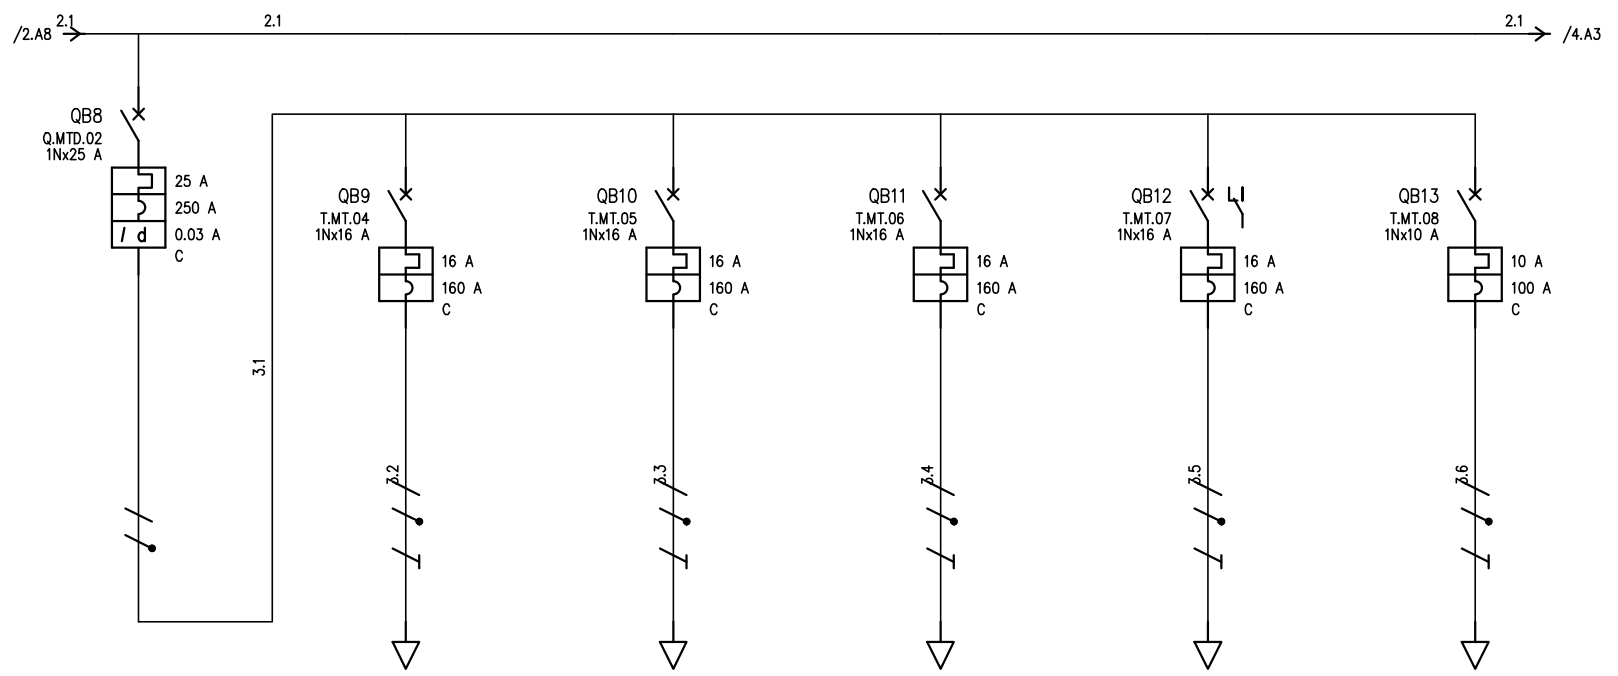 2.1
2.1
2.1
/2.A8
/4.A3
QB8
Q.MTD.02
1Nx25 A
25 A
250 A
I d
0.03 A
C
QB9
T.MT.04
1Nx16 A
16 A
160 A
C
QB10
T.MT.05
1Nx16 A
16 A
160 A
C
QB11
T.MT.06
1Nx16 A
16 A
160 A
C
QB12
T.MT.07
1Nx16 A
16 A
160 A
C
QB13
T.MT.08
1Nx10 A
10 A
100 A
C
3.1
3.2
3.3
3.4
3.5
3.6